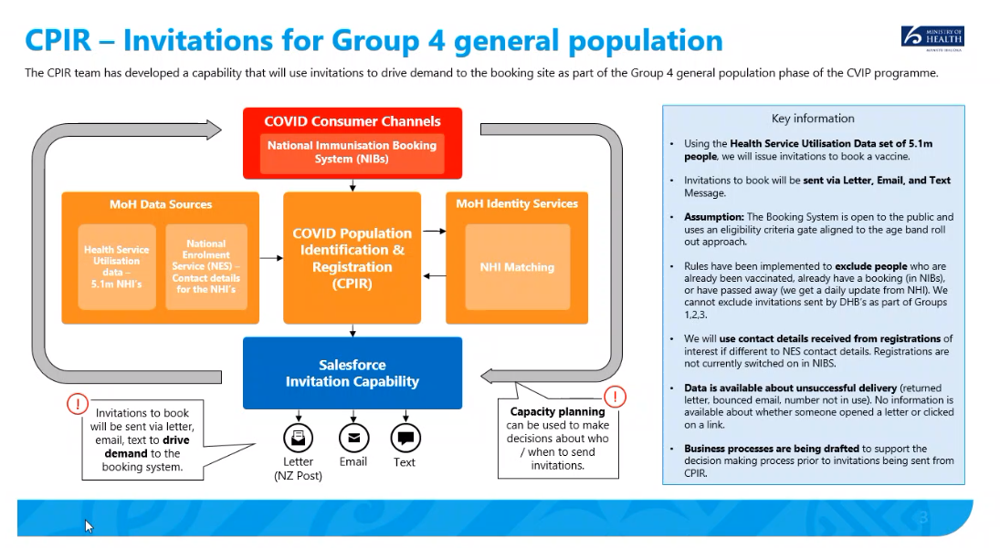 CPIR – Invitations for Group 4 general population
MINISTRY OF
HEALTH
The CPIR team has developed a capability that will use invitations to drive demand to the booking site as part of the Group 4 general population phase of the CVIP programme.
COVID Consumer Channels
National Immunisation Booking
System (NIBs)
MoH Data Sources
Health Service
Utilisation
data –
5.1m NHI's
National
Enrolment
Service (NES) –
Contact details
for the NHI's
COVID Population
Identification &
Registration
(CPIR)
MoH Identity Services
NHI Matching
Salesforce
Invitation Capability
!
Invitations to book
will be sent via letter,
email, text to drive
demand to the
booking system.
Letter
(NZ Post)
Email
Text
!
Capacity planning
can be used to make
decisions about who
/ when to send
invitations.
Key information
• Using the Health Service Utilisation Data set of 5.1m
people, we will issue invitations to book a vaccine.
• Invitations to book will be sent via Letter, Email, and Text
Message.
• Assumption: The Booking System is open to the public and
uses an eligibility criteria gate aligned to the age band roll
out approach.
• Rules have been implemented to exclude people who are
already been vaccinated, already have a booking (in NIBs),
or have passed away (we get a daily update from NHI). We
cannot exclude invitations sent by DHB's as part of Groups
1,2,3.
• We will use contact details received from registrations of
interest if different to NES contact details. Registrations are
not currently switched on in NIBS.
• Data is available about unsuccessful delivery (returned
letter, bounced email, number not in use). No information is
available about whether someone opened a letter or clicked
on a link.
• Business processes are being drafted to support the
decision making process prior to invitations being sent from
CPIR.
3